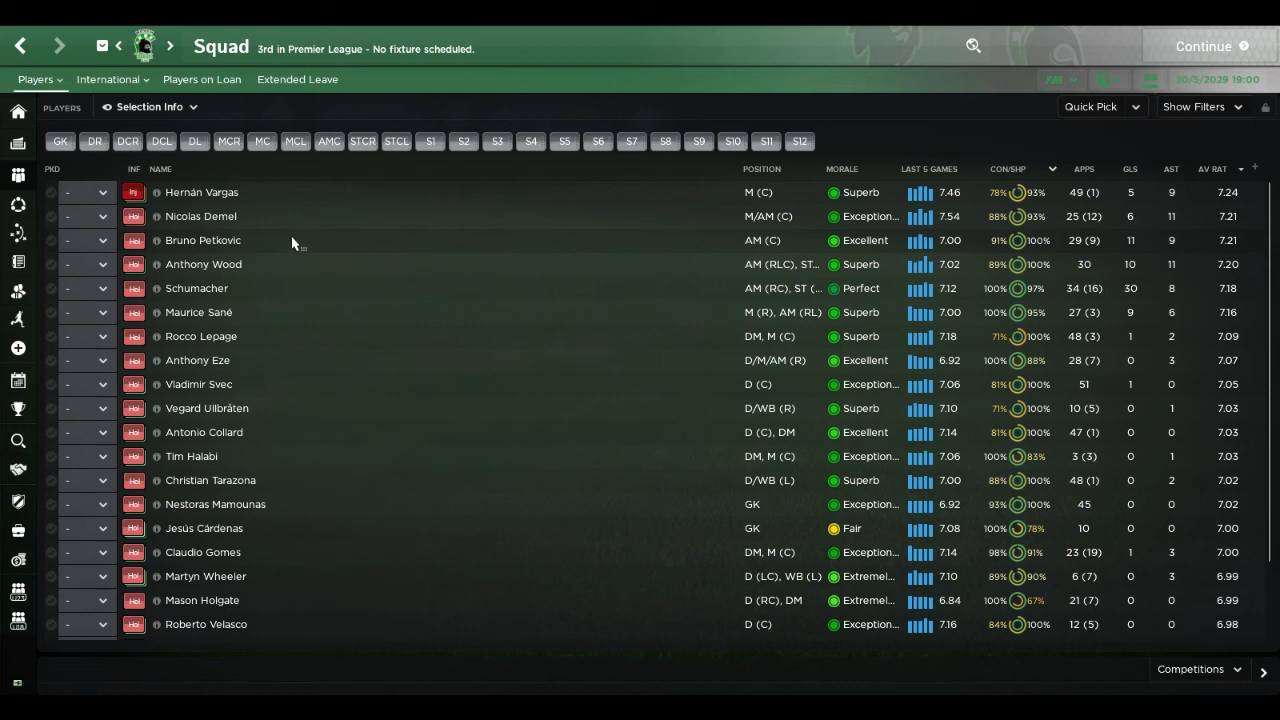 Squad 3rd in Premier League - No fixture scheduled. Continue
Players International Players on Loan Extended Leave 30/5/2029 19:00
PLAYERS Selection Info Quick Pick Show Filters
GK DR DCR DCL DL MCR MC MCL AMC STCR STCL S1 S2 S3 S4 S5 S6 S7 S8 S9 S10 S11 S12
PKD INF NAME POSITION MORALE LAST 5 GAMES CON/SHP APPS GLS AST AV RAT
- Inj Hernán Vargas M (C) Superb 7.46 78% 93% 49 (1) 5 9 7.24
- Hol Nicolas Demel M/AM (C) Exception... 7.54 88% 93% 25 (12) 6 11 7.21
- Hol Bruno Petkovic AM (C) Excellent 7.00 91% 100% 29 (9) 11 9 7.21
- Hol Anthony Wood AM (RLC), ST... Superb 7.02 89% 100% 30 10 11 7.20
- Hol Schumacher AM (RC), ST (... Perfect 7.12 100% 97% 34 (16) 30 8 7.18
- Hol Maurice Sané M (R), AM (RL) Superb 7.00 100% 95% 27 (3) 9 6 7.16
- Hol Rocco Lepage DM, M (C) Superb 7.18 71% 100% 48 (3) 1 2 7.09
- Hol Anthony Eze D/M/AM (R) Excellent 6.92 100% 88% 28 (7) 0 3 7.07
- Hol Vladimir Svec D (C) Exception... 7.06 81% 100% 51 1 0 7.05
- Hol Vegard Ullbråten D/WB (R) Superb 7.10 71% 100% 10 (5) 0 1 7.03
- Hol Antonio Collard D (C), DM Excellent 7.14 81% 100% 47 (1) 0 0 7.03
- Hol Tim Halabi DM, M (C) Exception... 7.06 100% 83% 3 (3) 0 1 7.03
- Hol Christian Tarazona D/WB (L) Superb 7.00 88% 100% 48 (1) 0 2 7.02
- Hol Nestoras Mamounas GK Exception... 6.92 93% 100% 45 0 0 7.02
- Hol Jesús Cárdenas GK Fair 7.08 100% 78% 10 0 0 7.00
- Hol Claudio Gomes DM, M (C) Exception... 7.14 98% 91% 23 (19) 1 3 7.00
- Hol Martyn Wheeler D (LC), WB (L) Extremel... 7.10 89% 90% 6 (7) 0 3 6.99
- Hol Mason Holgate D (RC), DM Extremel... 6.84 100% 67% 21 (7) 0 0 6.99
- Hol Roberto Velasco D (C) Exception... 7.16 84% 100% 12 (5) 0 0 6.98
Competitions